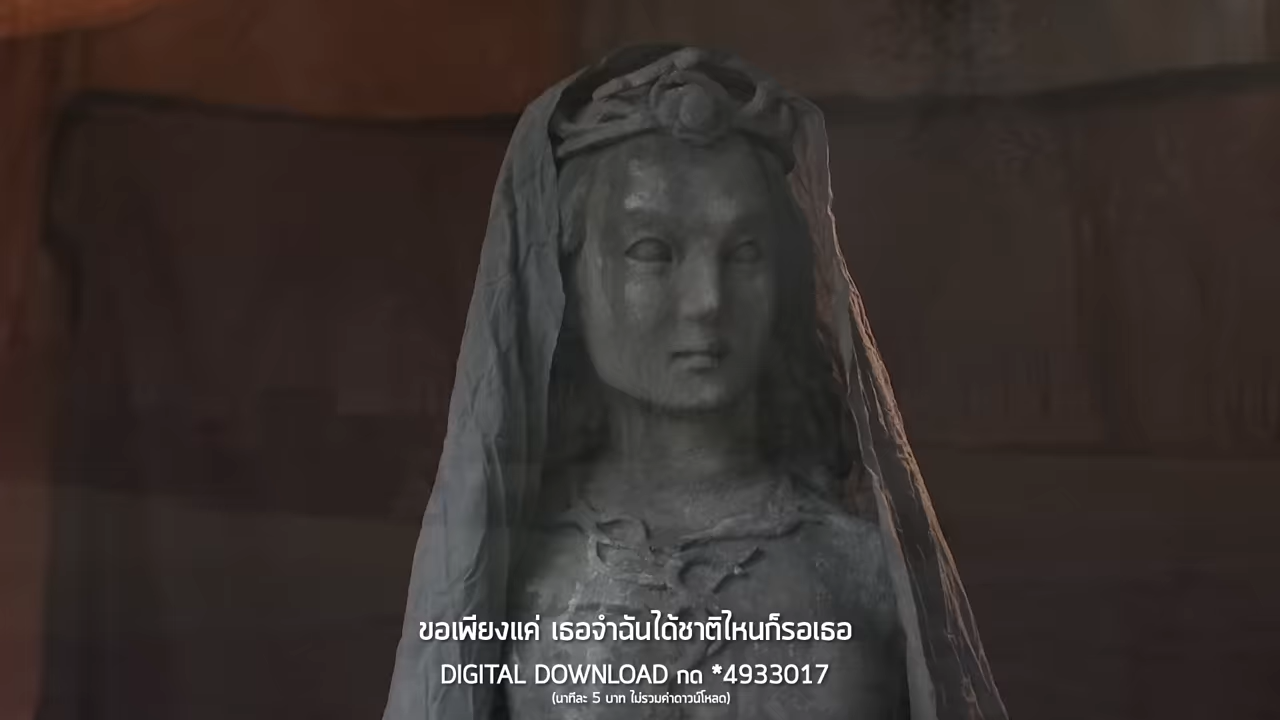 ขอเพียงแค่ เธอจำฉันได้ชาติไหนก็รอเธอ
DIGITAL DOWNLOAD กด *4933017
(นาทีละ 5 บาท ไม่รวมค่าดาวน์โหลด)